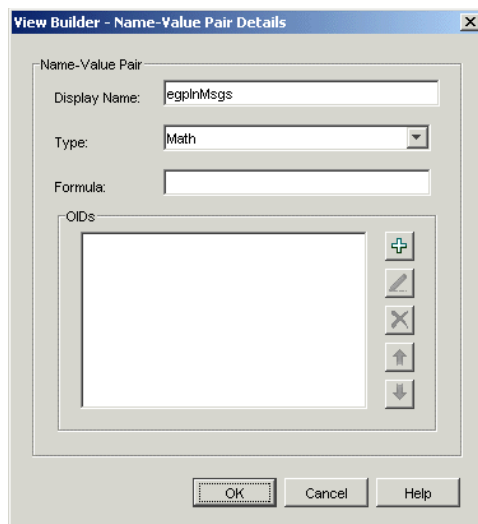 View Builder - Name-Value Pair Details
Name-Value Pair
Display Name: egpInMsgs
Type: Math
Formula:
OIDs
OK Cancel Help